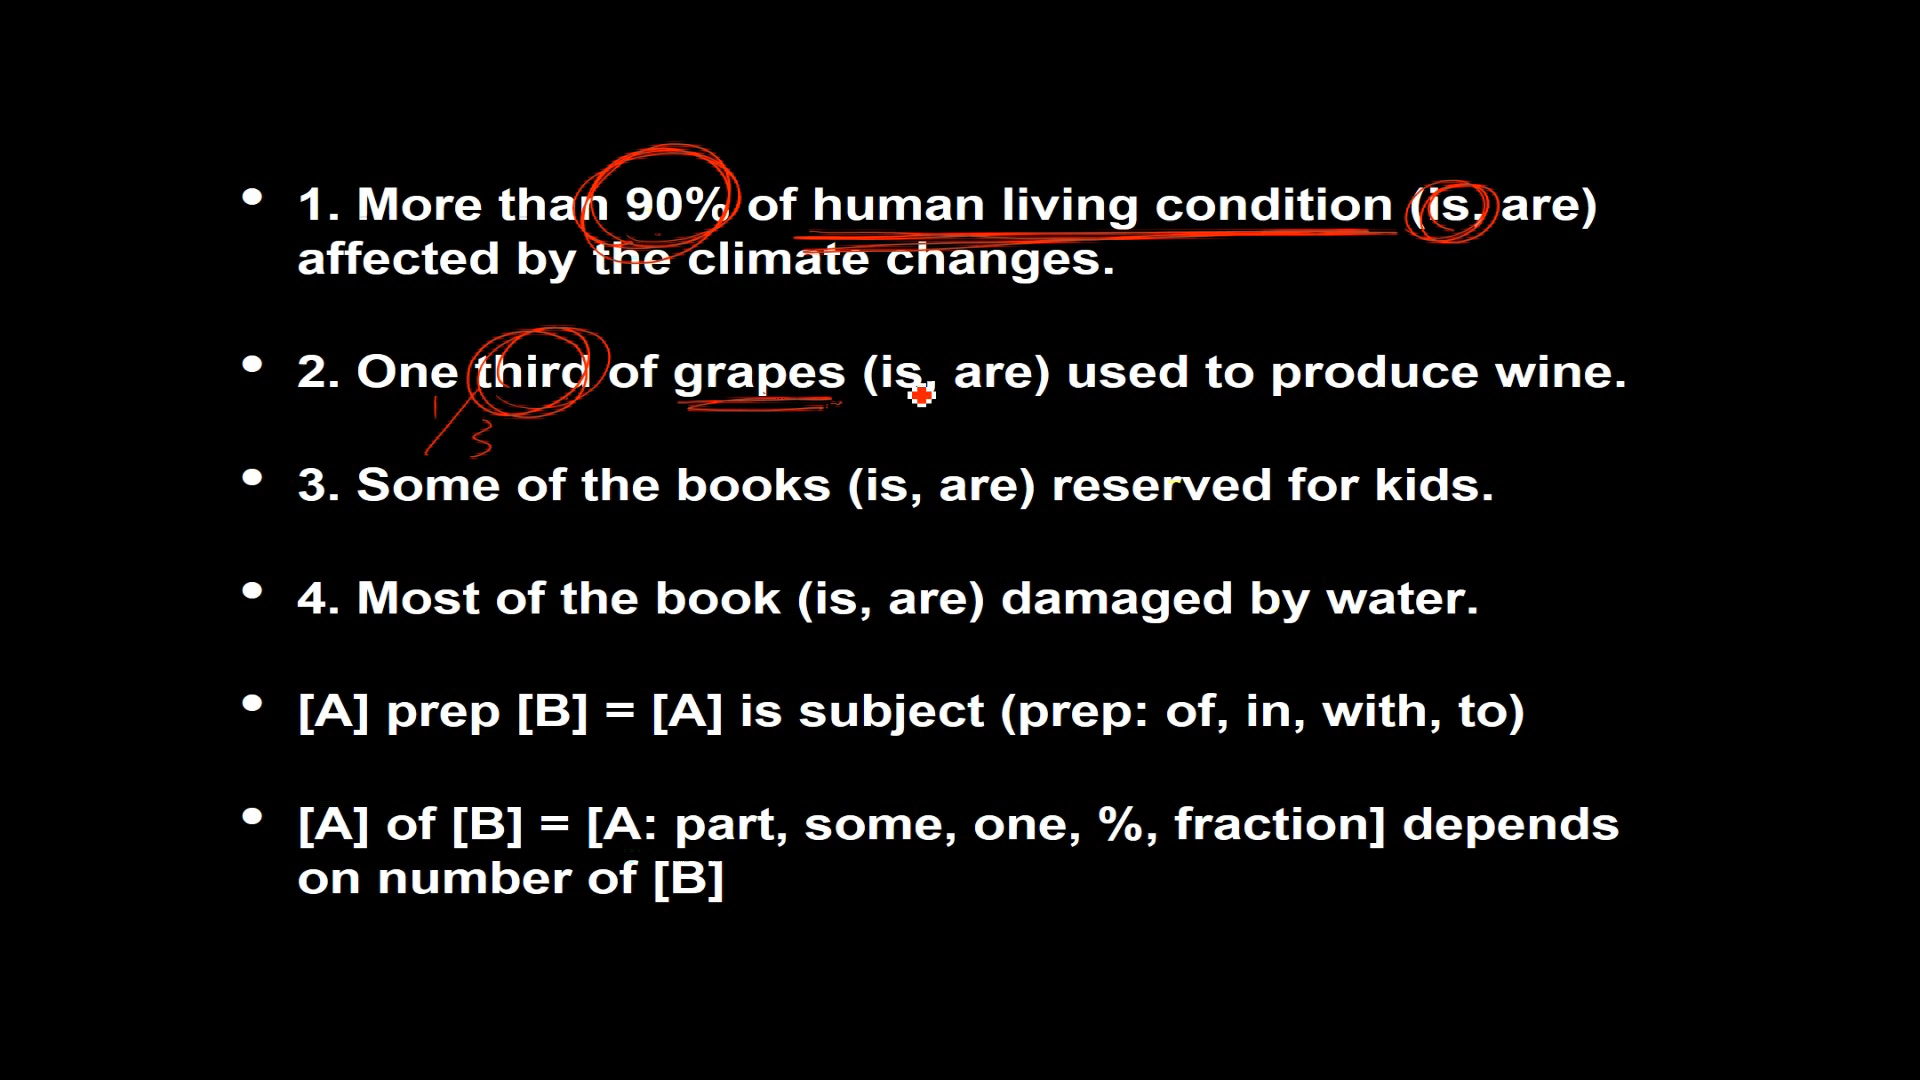 • 1. More than 90% of human living condition (is, are)
affected by the climate changes.
• 2. One third of grapes (is, are) used to produce wine.
1/3
• 3. Some of the books (is, are) reserved for kids.
• 4. Most of the book (is, are) damaged by water.
• [A] prep [B] = [A] is subject (prep: of, in, with, to)
• [A] of [B] = [A: part, some, one, %, fraction] depends
on number of [B]